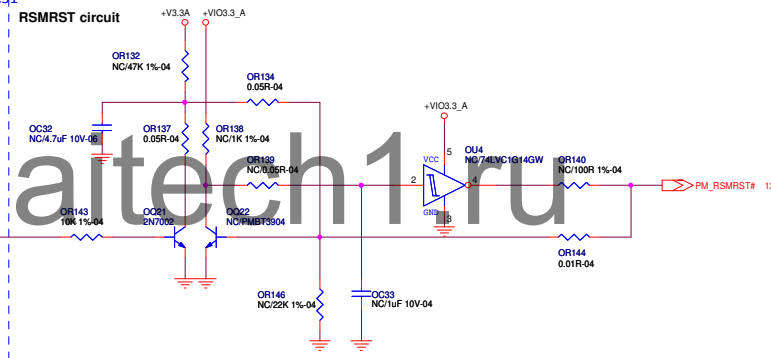 RSMRST circuit
+V3.3A
+VIO3.3_A
OR132
NC/47K 1%-04
OR134
0.05R-04
+VIO3.3_A
OC32
NC/4.7uF 10V-06
OR137
0.05R-04
OR138
NC/1K 1%-04
OU4
NC/74LVC1G14GW
VCC
5
OR139
NC/0.05R-04
OR140
NC/100R 1%-04
2
4
PM_RSMRST#
GND
3
aitech1.ru
OR143
10K 1%-04
OQ21
2N7002
OQ22
NC/PMBT3904
OR144
0.01R-04
OR146
NC/22K 1%-04
OC33
NC/1uF 10V-04